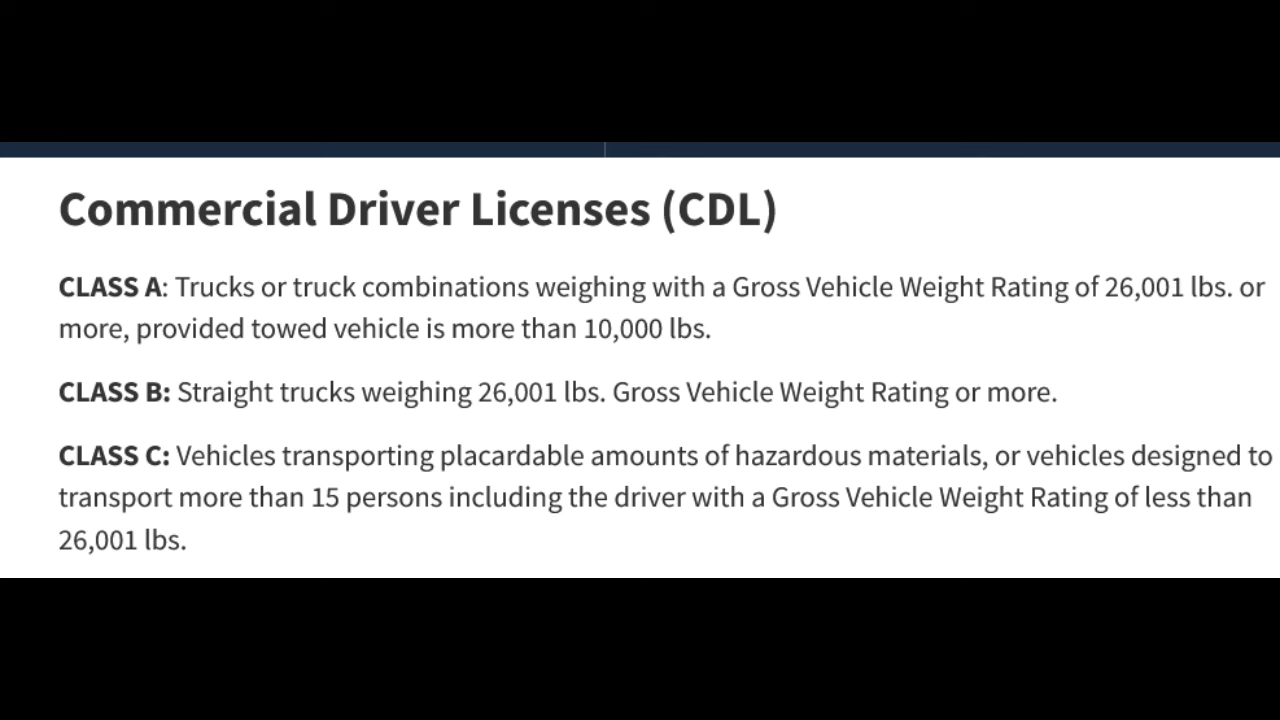 Commercial Driver Licenses (CDL)
CLASS A: Trucks or truck combinations weighing with a Gross Vehicle Weight Rating of 26,001 lbs. or
more, provided towed vehicle is more than 10,000 lbs.
CLASS B: Straight trucks weighing 26,001 lbs. Gross Vehicle Weight Rating or more.
CLASS C: Vehicles transporting placardable amounts of hazardous materials, or vehicles designed to
transport more than 15 persons including the driver with a Gross Vehicle Weight Rating of less than
26,001 lbs.